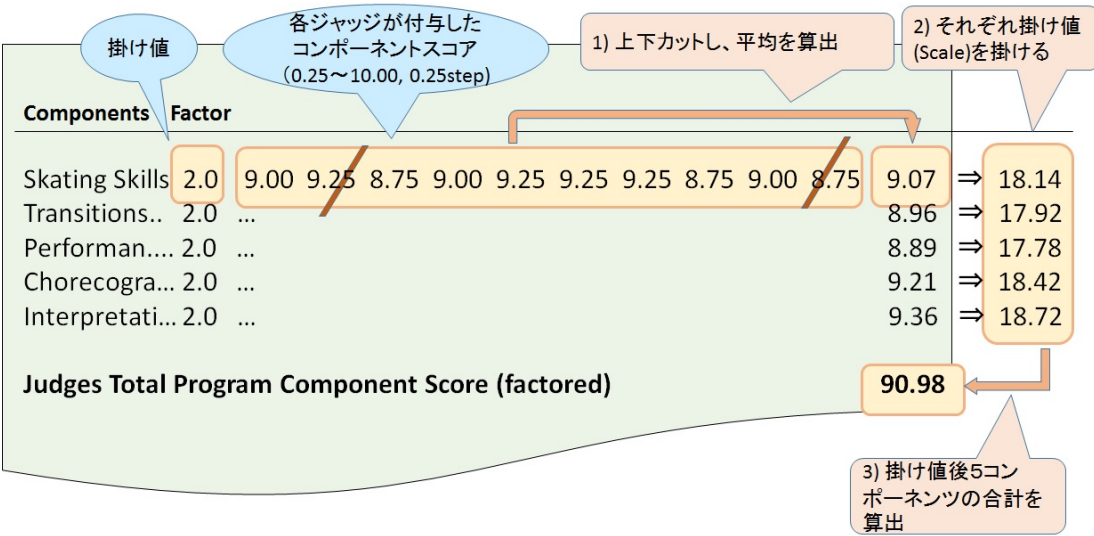 掛け値
各ジャッジが付与した
コンポーネントスコア
（0.25～10.00, 0.25step)
1) 上下カットし、平均を算出
2) それぞれ掛け値
(Scale)を掛ける
Components Factor
Skating Skills 2.0 9.00 9.25 8.75 9.00 9.25 9.25 9.25 8.75 9.00 8.75 9.07 ⇒ 18.14
Transitions.. 2.0 ... 8.96 ⇒ 17.92
Performan.... 2.0 ... 8.89 ⇒ 17.78
Chorecogra... 2.0 ... 9.21 ⇒ 18.42
Interpretati... 2.0 ... 9.36 ⇒ 18.72
Judges Total Program Component Score (factored) 90.98
3) 掛け値後5コン
ポーネンツの合計を
算出